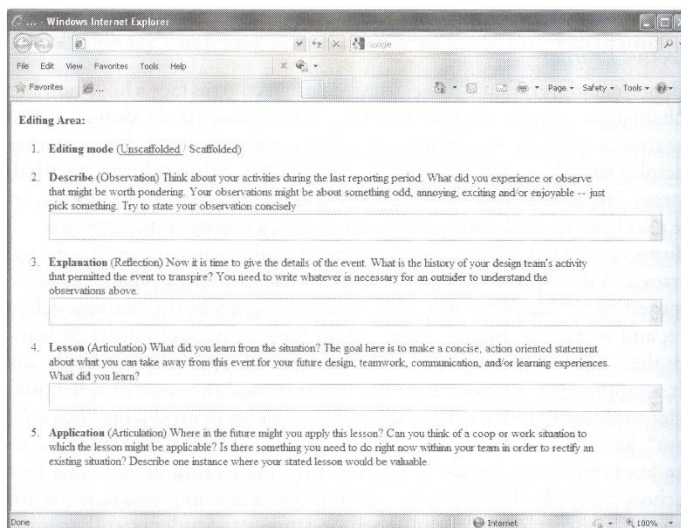 ... - Windows Internet Explorer
Google
File Edit View Favorites Tools Help
Favorites ... Page Safety Tools
Editing Area:
1. Editing mode (Unscaffolded / Scaffolded)
2. Describe (Observation) Think about your activities during the last reporting period. What did you experience or observe
that might be worth pondering. Your observations might be about something odd, annoying, exciting and/or enjoyable -- just
pick something. Try to state your observation concisely
3. Explanation (Reflection) Now it is time to give the details of the event. What is the history of your design team's activity
that permitted the event to transpire? You need to write whatever is necessary for an outsider to understand the
observations above.
4. Lesson (Articulation) What did you learn from the situation? The goal here is to make a concise, action oriented statement
about what you can take away from this event for your future design, teamwork, communication, and/or learning experiences.
What did you learn?
5. Application (Articulation) Where in the future might you apply this lesson? Can you think of a coop or work situation to
which the lesson might be applicable? Is there something you need to do right now within your team in order to rectify an
existing situation? Describe one instance where your stated lesson would be valuable.
Done Internet 100%